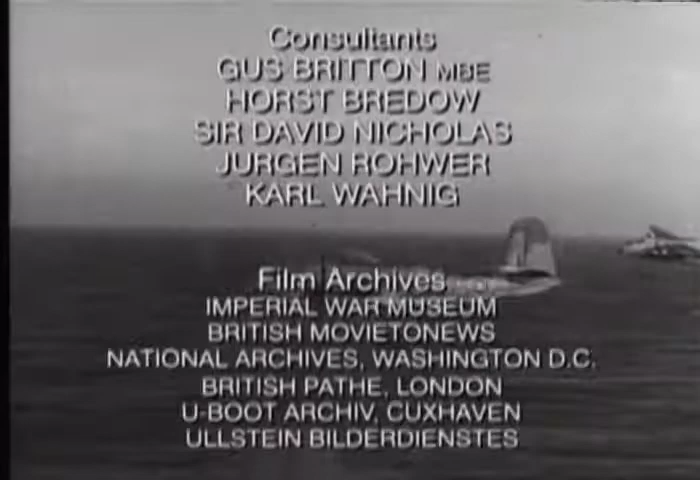 Consultants
GUS BRITTON MBE
HORST BREDOW
SIR DAVID NICHOLAS
JURGEN ROHWER
KARL WAHNIG
Film Archives
IMPERIAL WAR MUSEUM
BRITISH MOVIETONEWS
NATIONAL ARCHIVES, WASHINGTON D.C.
BRITISH PATHE, LONDON
U-BOOT ARCHIV, CUXHAVEN
ULLSTEIN BILDERDIENSTES